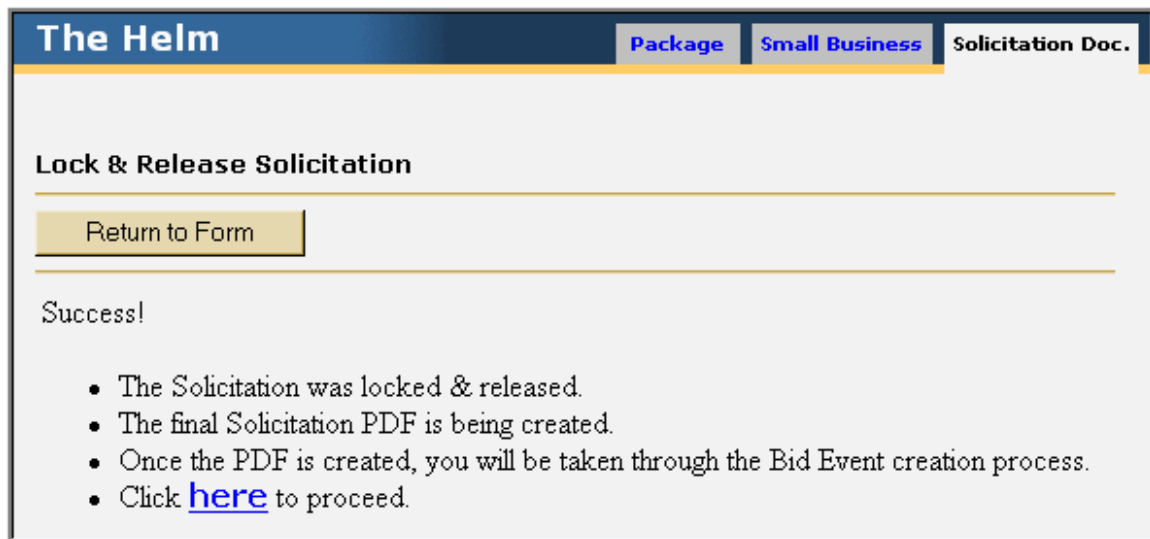 The Helm
Package Small Business Solicitation Doc.
Lock & Release Solicitation
Return to Form
Success!
• The Solicitation was locked & released.
• The final Solicitation PDF is being created.
• Once the PDF is created, you will be taken through the Bid Event creation process.
• Click here to proceed.